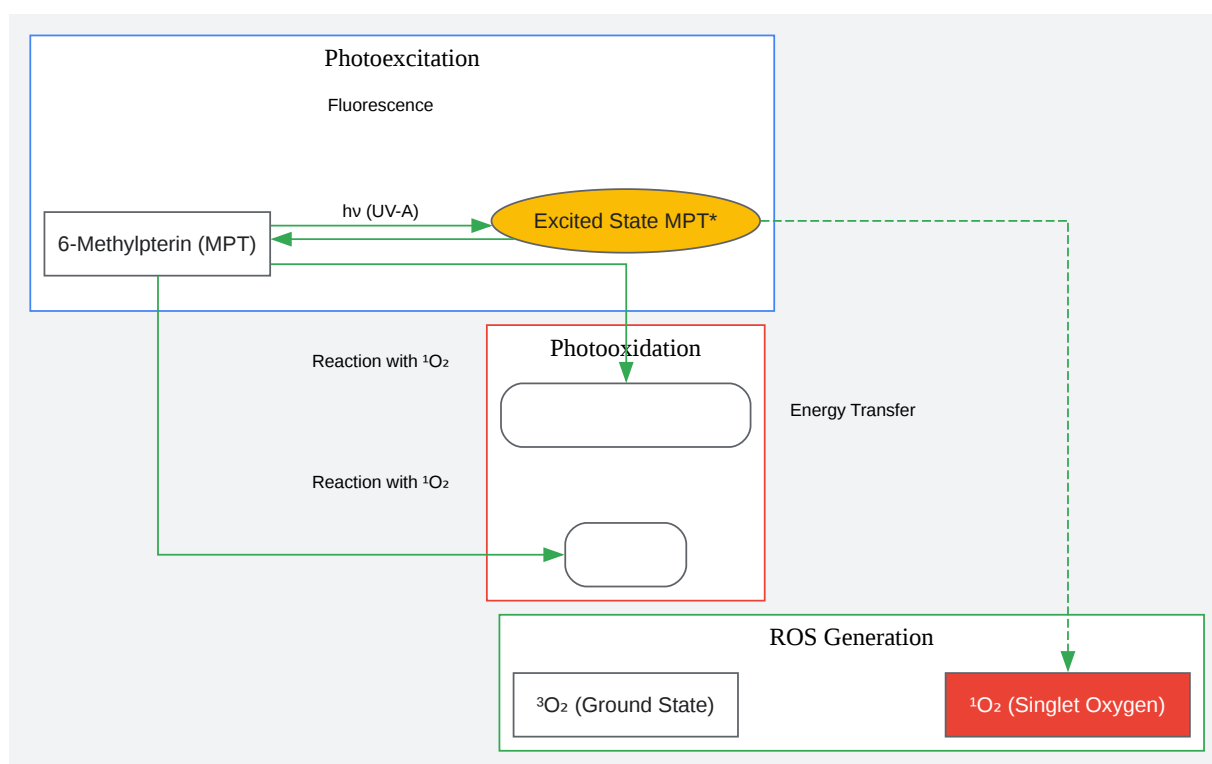 Photoexcitation
Fluorescence
hν (UV-A)
6-Methylpterin (MPT)
Excited State MPT*
Photooxidation
Reaction with ¹O₂
Energy Transfer
Reaction with ¹O₂
ROS Generation
³O₂ (Ground State)
¹O₂ (Singlet Oxygen)